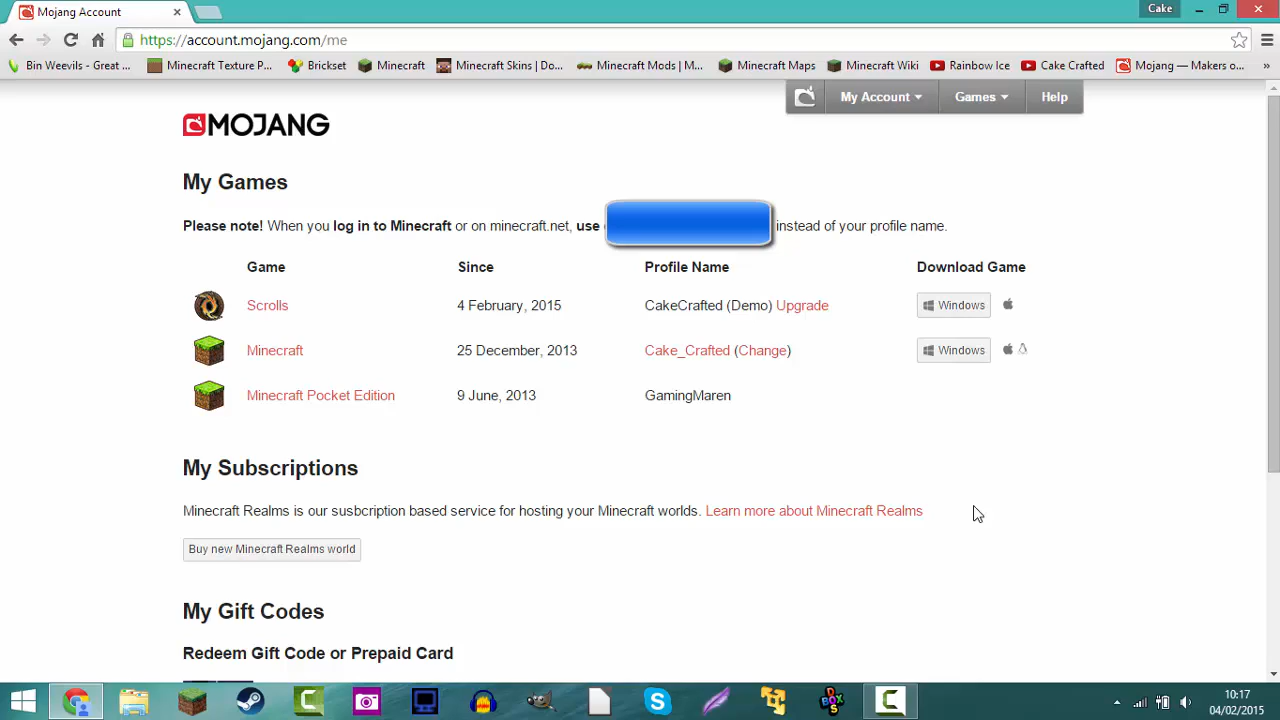 Mojang Account
Cake
https://account.mojang.com/me
Bin Weevils - Great ...
Minecraft Texture P...
Brickset
Minecraft
Minecraft Skins | Do...
Minecraft Mods | M...
Minecraft Maps
Minecraft Wiki
Rainbow Ice
Cake Crafted
Mojang — Makers o...
»
My Account
Games
Help
MOJANG
My Games
Please note! When you log in to Minecraft or on minecraft.net, use instead of your profile name.
Game Since Profile Name Download Game
Scrolls 4 February, 2015 CakeCrafted (Demo) Upgrade Windows
Minecraft 25 December, 2013 Cake_Crafted (Change) Windows
Minecraft Pocket Edition 9 June, 2013 GamingMaren
My Subscriptions
Minecraft Realms is our susbcription based service for hosting your Minecraft worlds. Learn more about Minecraft Realms
Buy new Minecraft Realms world
My Gift Codes
Redeem Gift Code or Prepaid Card
10:17
04/02/2015